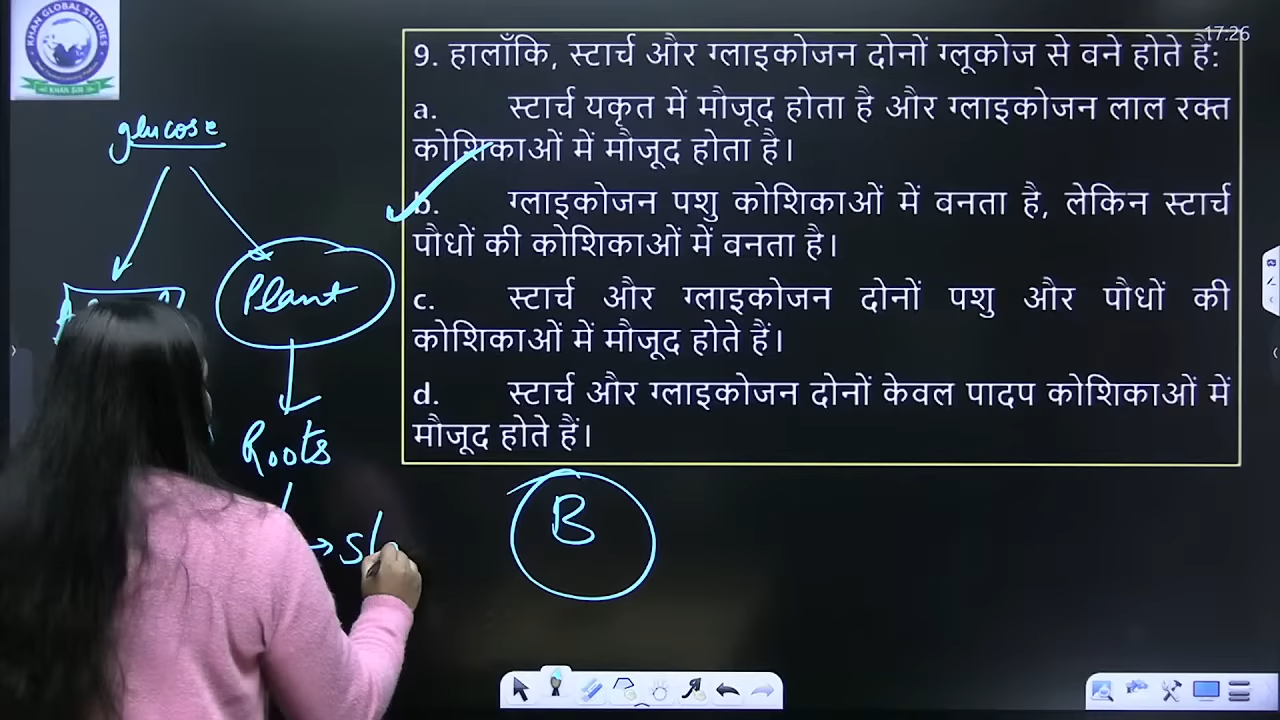 KHAN GLOBAL STUDIES
KHAN SIR
17:26
9. हालाँकि, स्टार्च और ग्लाइकोजन दोनों ग्लूकोज से वने होते हैं:
a. स्टार्च यकृत में मौजूद होता है और ग्लाइकोजन लाल रक्त
कोशिकाओं में मौजूद होता है।
b. ग्लाइकोजन पशु कोशिकाओं में वनता है, लेकिन स्टार्च
पौधों की कोशिकाओं में वनता है।
c. स्टार्च और ग्लाइकोजन दोनों पशु और पौधों की
कोशिकाओं में मौजूद होते हैं।
d. स्टार्च और ग्लाइकोजन दोनों केवल पादप कोशिकाओं में
मौजूद होते हैं।
glucose
Plant
Roots
B